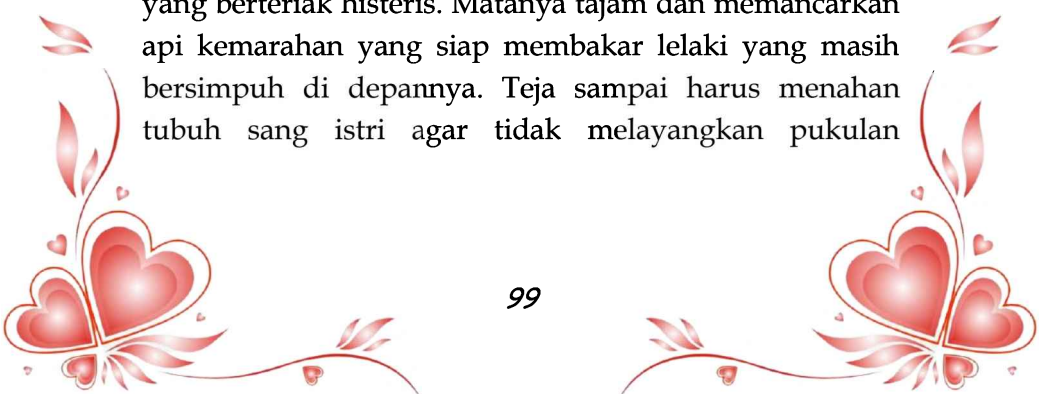 yang berteriak histeris. Matanya tajam dan memancarkan
api kemarahan yang siap membakar lelaki yang masih
bersimpuh di depannya. Teja sampai harus menahan
tubuh sang istri agar tidak melayangkan pukulan
99